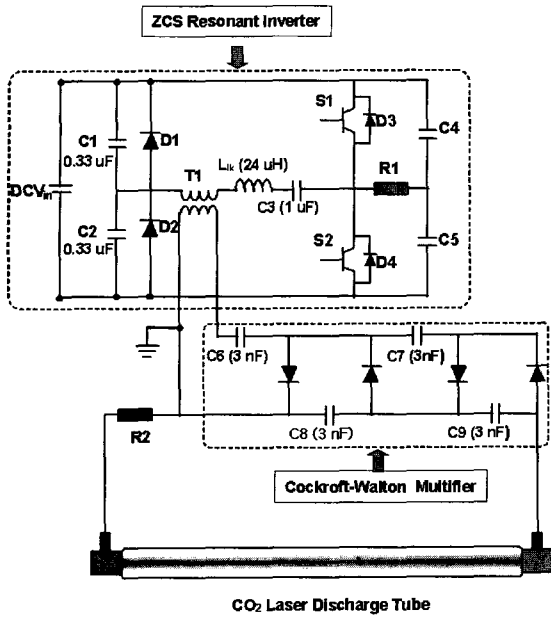 ZCS Resonant Inverter
S1
C1
0.33 uF
D1
D3
C4
T1
Llk (24 uH)
R1
DCVin
C3 (1 uF)
C2
0.33 uF
D2
S2
D4
C5
C6 (3 nF)
C7 (3nF)
R2
C8 (3 nF)
C9 (3 nF)
Cockroft-Walton Multifier
CO₂ Laser Discharge Tube